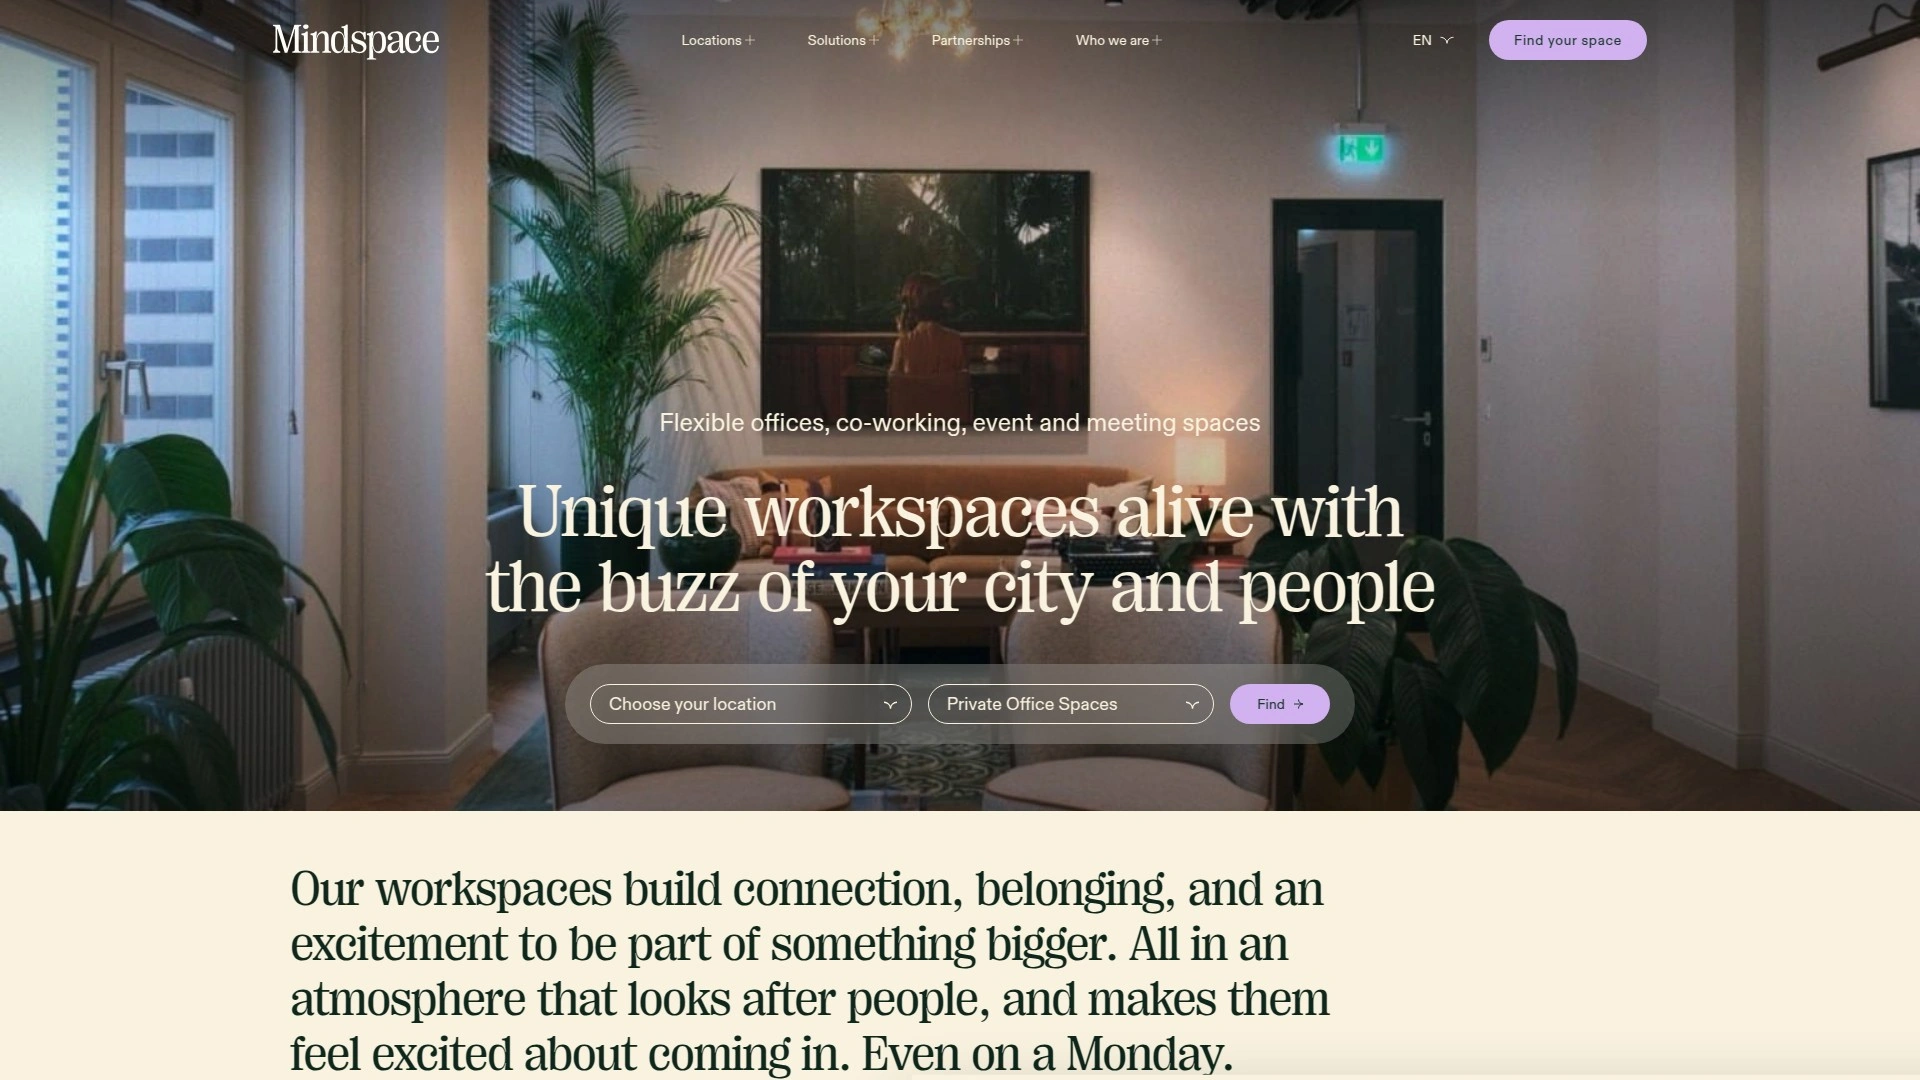 Mindspace
Locations
Solutions
Partnerships
Who we are
EN
Find your space
Flexible offices, co-working, event and meeting spaces
Unique workspaces alive with
the buzz of your city and people
Choose your location
Private Office Spaces
Find
Our workspaces build connection, belonging, and an
excitement to be part of something bigger. All in an
atmosphere that looks after people, and makes them
feel excited about coming in. Even on a Monday.